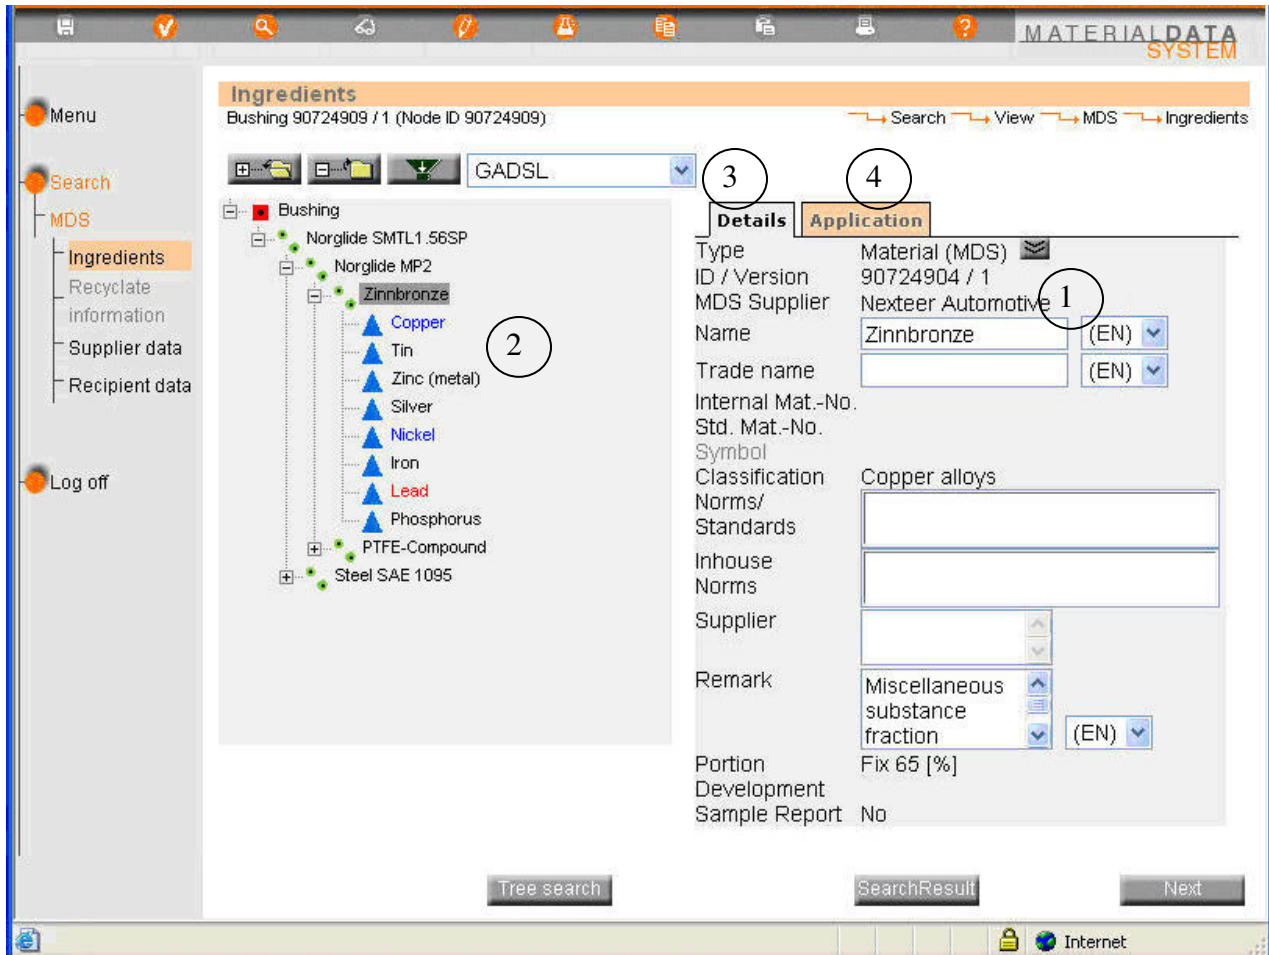 MATERIALDATA
SYSTEM
Menu
Search
MDS
Ingredients
Recyclate
information
Supplier data
Recipient data
Log off
Ingredients
Bushing 90724909 / 1 (Node ID 90724909)
Search View MDS Ingredients
GADSL
Bushing
Norglide SMTL1.56SP
Norglide MP2
Zinnbronze
Copper
Tin
Zinc (metal)
Silver
Nickel
Iron
Lead
Phosphorus
PTFE-Compound
Steel SAE 1095
2
3
4
Details Application
Type Material (MDS)
ID / Version 90724904 / 1
MDS Supplier Nexteer Automotive
1
Name Zinnbronze (EN)
Trade name (EN)
Internal Mat.-No.
Std. Mat.-No.
Symbol
Classification Copper alloys
Norms/
Standards
Inhouse
Norms
Supplier
Remark Miscellaneous
substance
fraction (EN)
Portion Fix 65 [%]
Development
Sample Report No
Tree search SearchResult Next
Internet